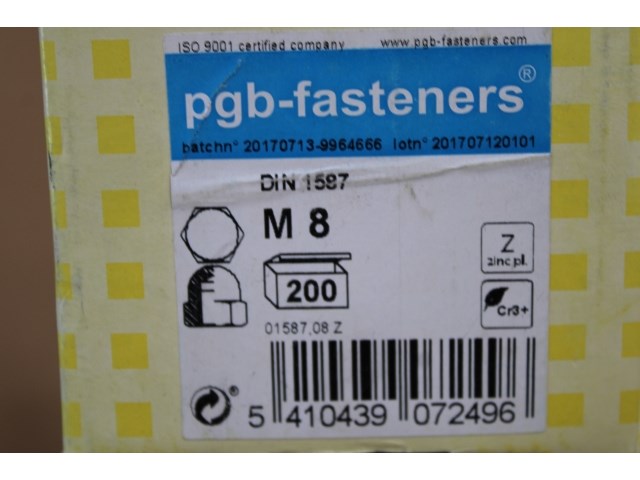 ISO 9001 certified company www.pgb-fasteners.com
pgb-fasteners®
batchn° 20170713-9964666 lotn° 201707120101
DIN 1587
M 8
Z
zinc pl.
200
Cr3+
01587,08 Z
5 410439 072496
®